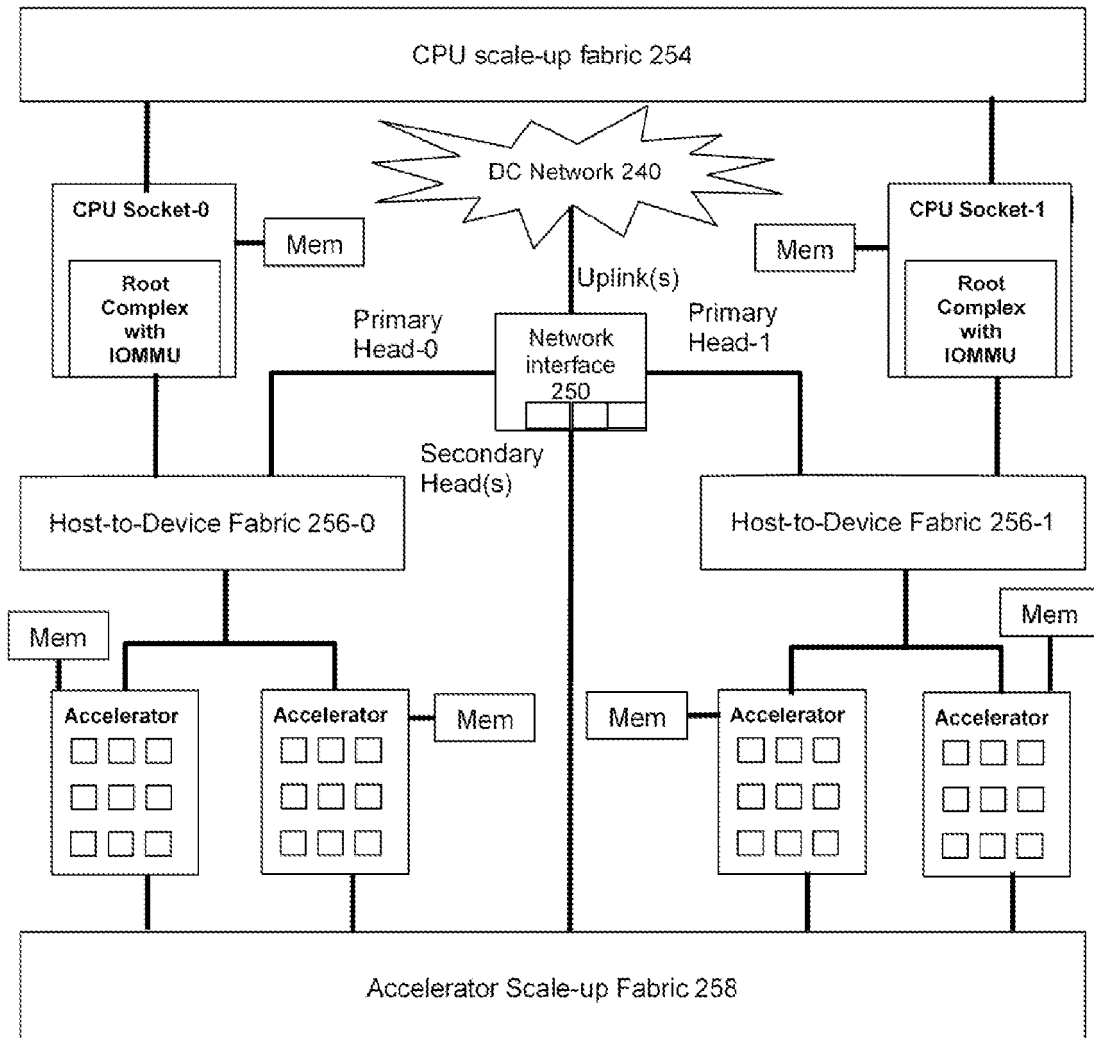 CPU scale-up fabric 254
DC Network 240
CPU Socket-0
Mem
Root
Complex
with
IOMMU
Mem
CPU Socket-1
Root
Complex
with
IOMMU
Uplink(s)
Primary
Head-0
Network
interface
250
Primary
Head-1
Secondary
Head(s)
Host-to-Device Fabric 256-0
Host-to-Device Fabric 256-1
Mem
Accelerator
Accelerator
Mem
Mem
Accelerator
Mem
Accelerator
Accelerator Scale-up Fabric 258